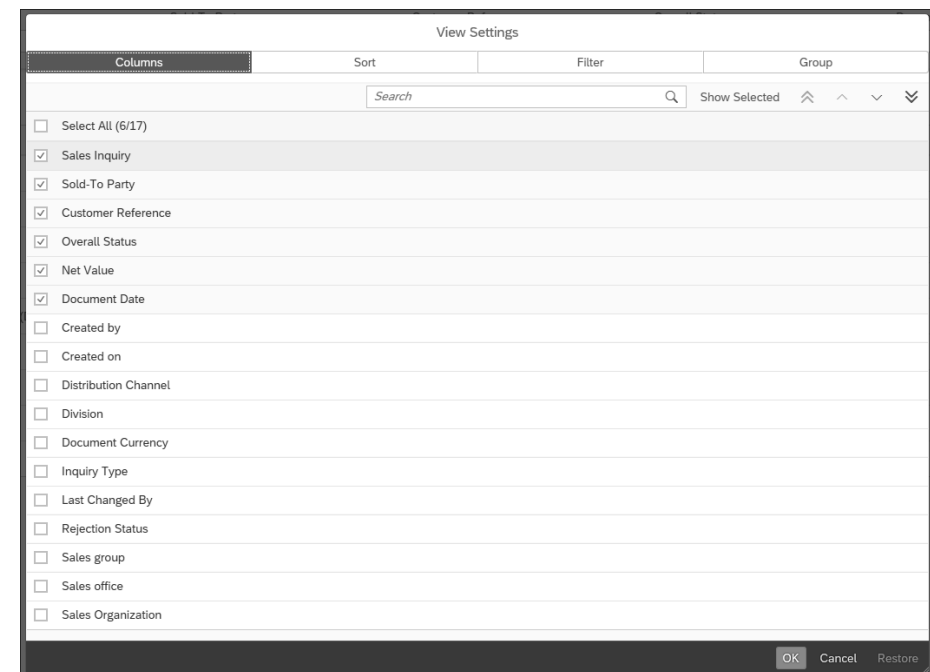 View Settings
Columns Sort Filter Group
Search Show Selected
Select All (6/17)
Sales Inquiry
Sold-To Party
Customer Reference
Overall Status
Net Value
Document Date
Created by
Created on
Distribution Channel
Division
Document Currency
Inquiry Type
Last Changed By
Rejection Status
Sales group
Sales office
Sales Organization
OK Cancel Restore